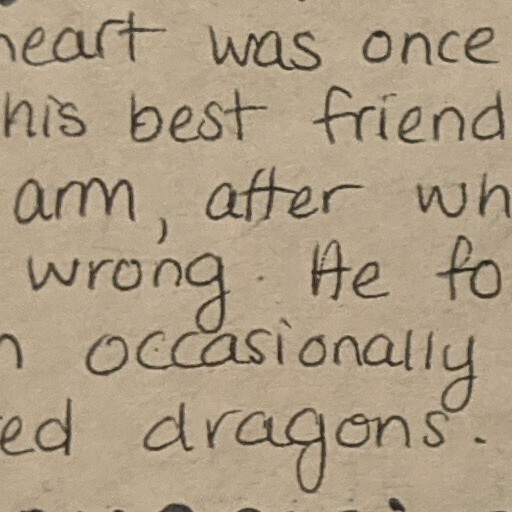 heart was once
his best friend
arm, after wh
wrong. He fo
n occasionally
ed dragons.